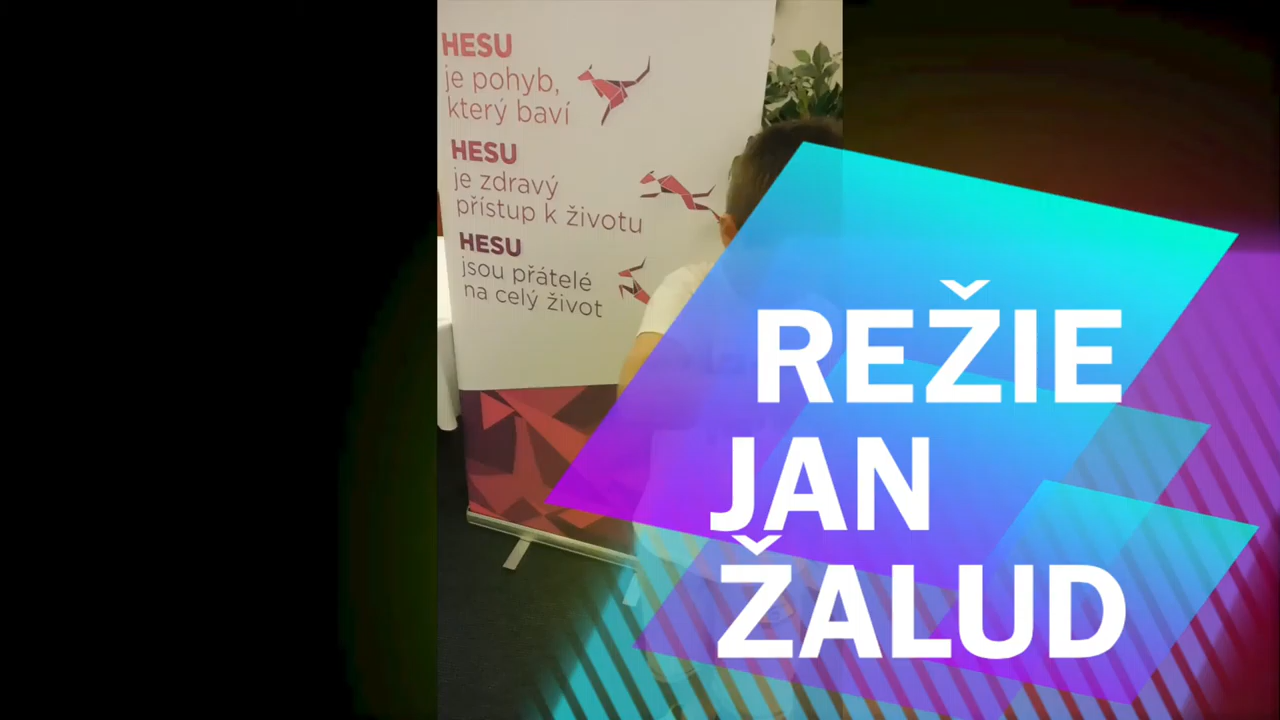 HESU
je pohyb,
který baví
HESU
je zdravý
přístup k životu
HESU
jsou přátelé
na celý život
REŽIE
JAN
ŽALUD